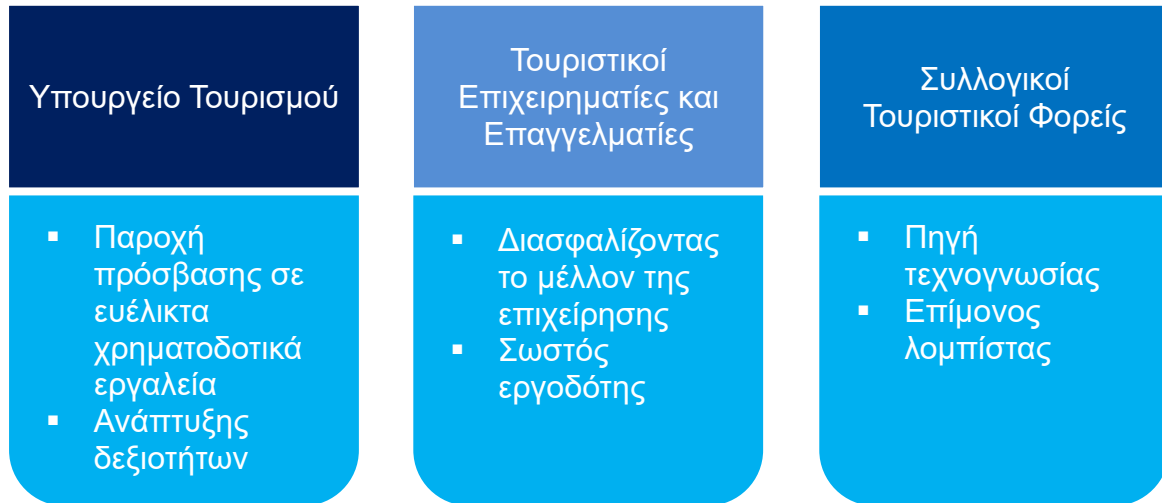 Υπουργείο Τουρισμού
▪ Παροχή
πρόσβασης σε
ευέλικτα
χρηματοδοτικά
εργαλεία
▪ Ανάπτυξης
δεξιοτήτων
Τουριστικοί
Επιχειρηματίες και
Επαγγελματίες
▪ Διασφαλίζοντας
το μέλλον της
επιχείρησης
▪ Σωστός
εργοδότης
Συλλογικοί
Τουριστικοί Φορείς
▪ Πηγή
τεχνογνωσίας
▪ Επίμονος
λομπίστας